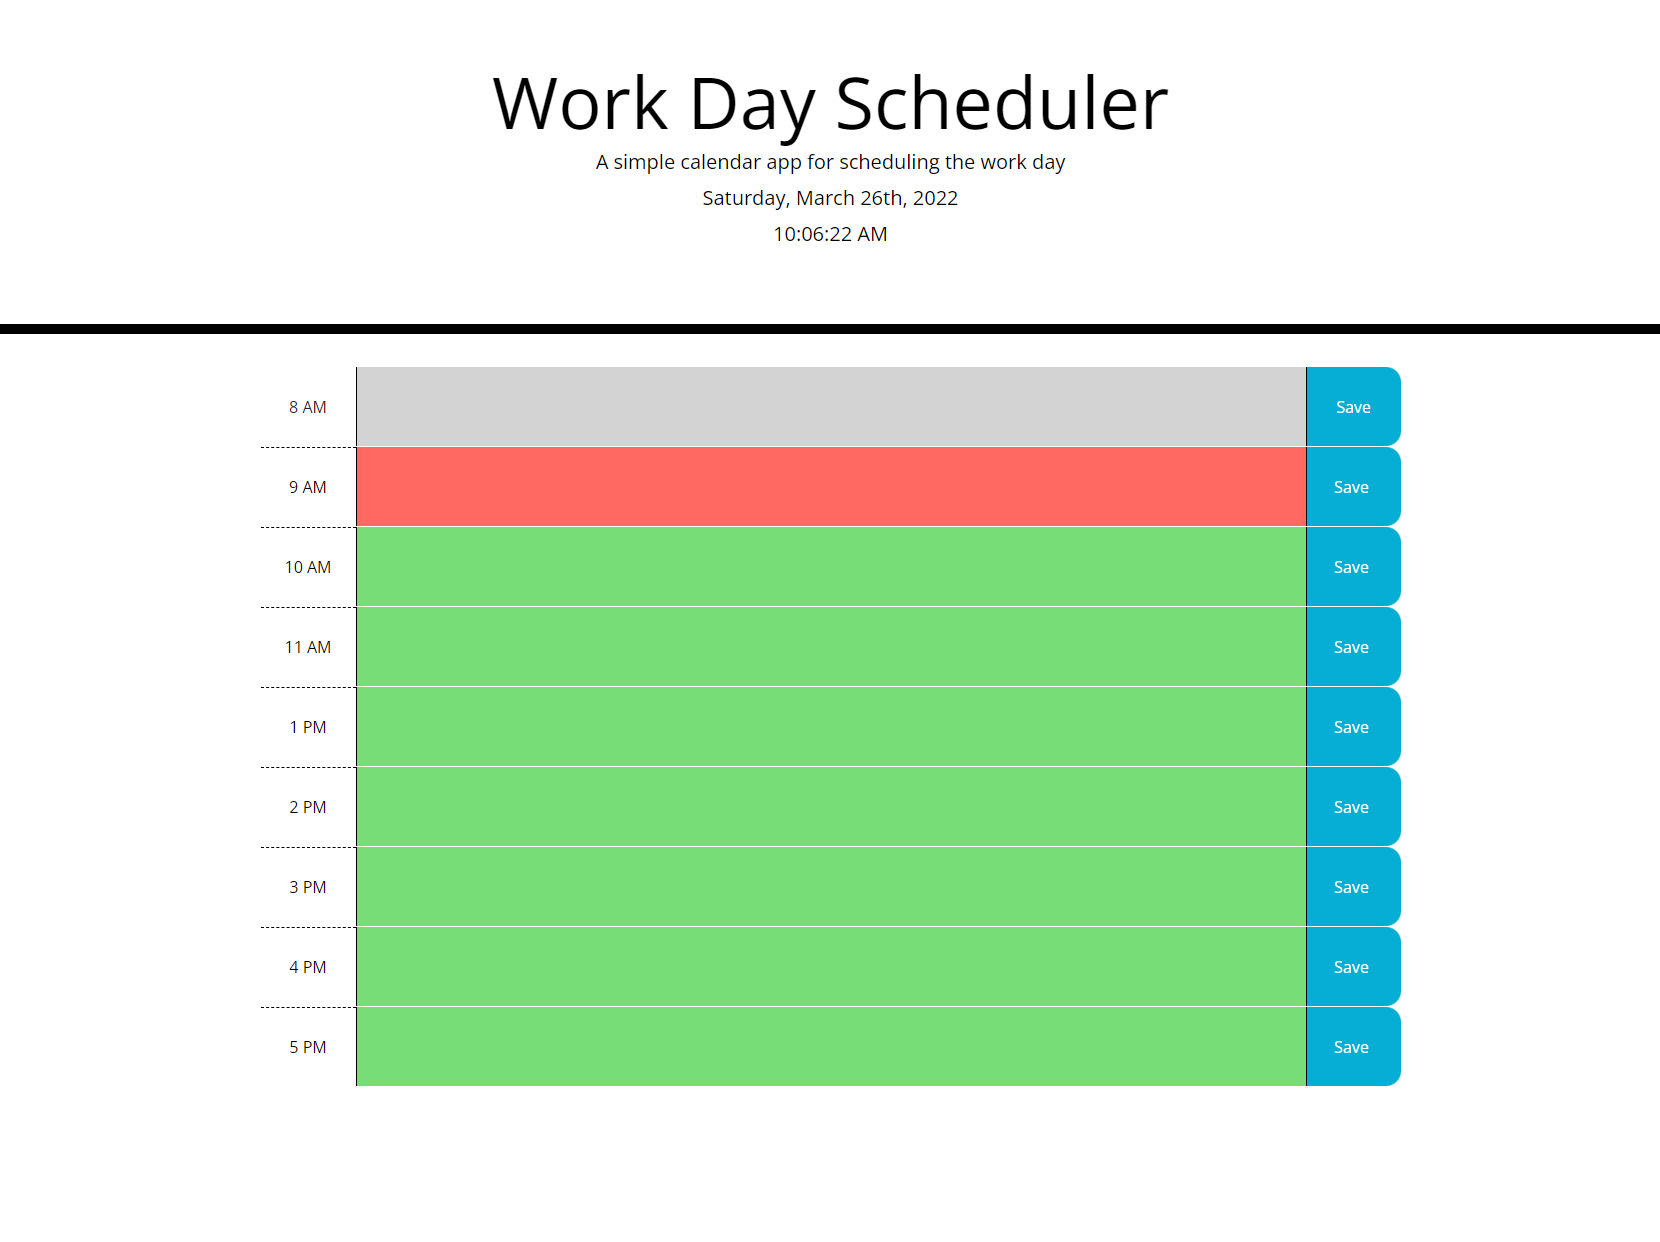 Work Day Scheduler
A simple calendar app for scheduling the work day
Saturday, March 26th, 2022
10:06:22 AM
8 AM Save
9 AM Save
10 AM Save
11 AM Save
1 PM Save
2 PM Save
3 PM Save
4 PM Save
5 PM Save